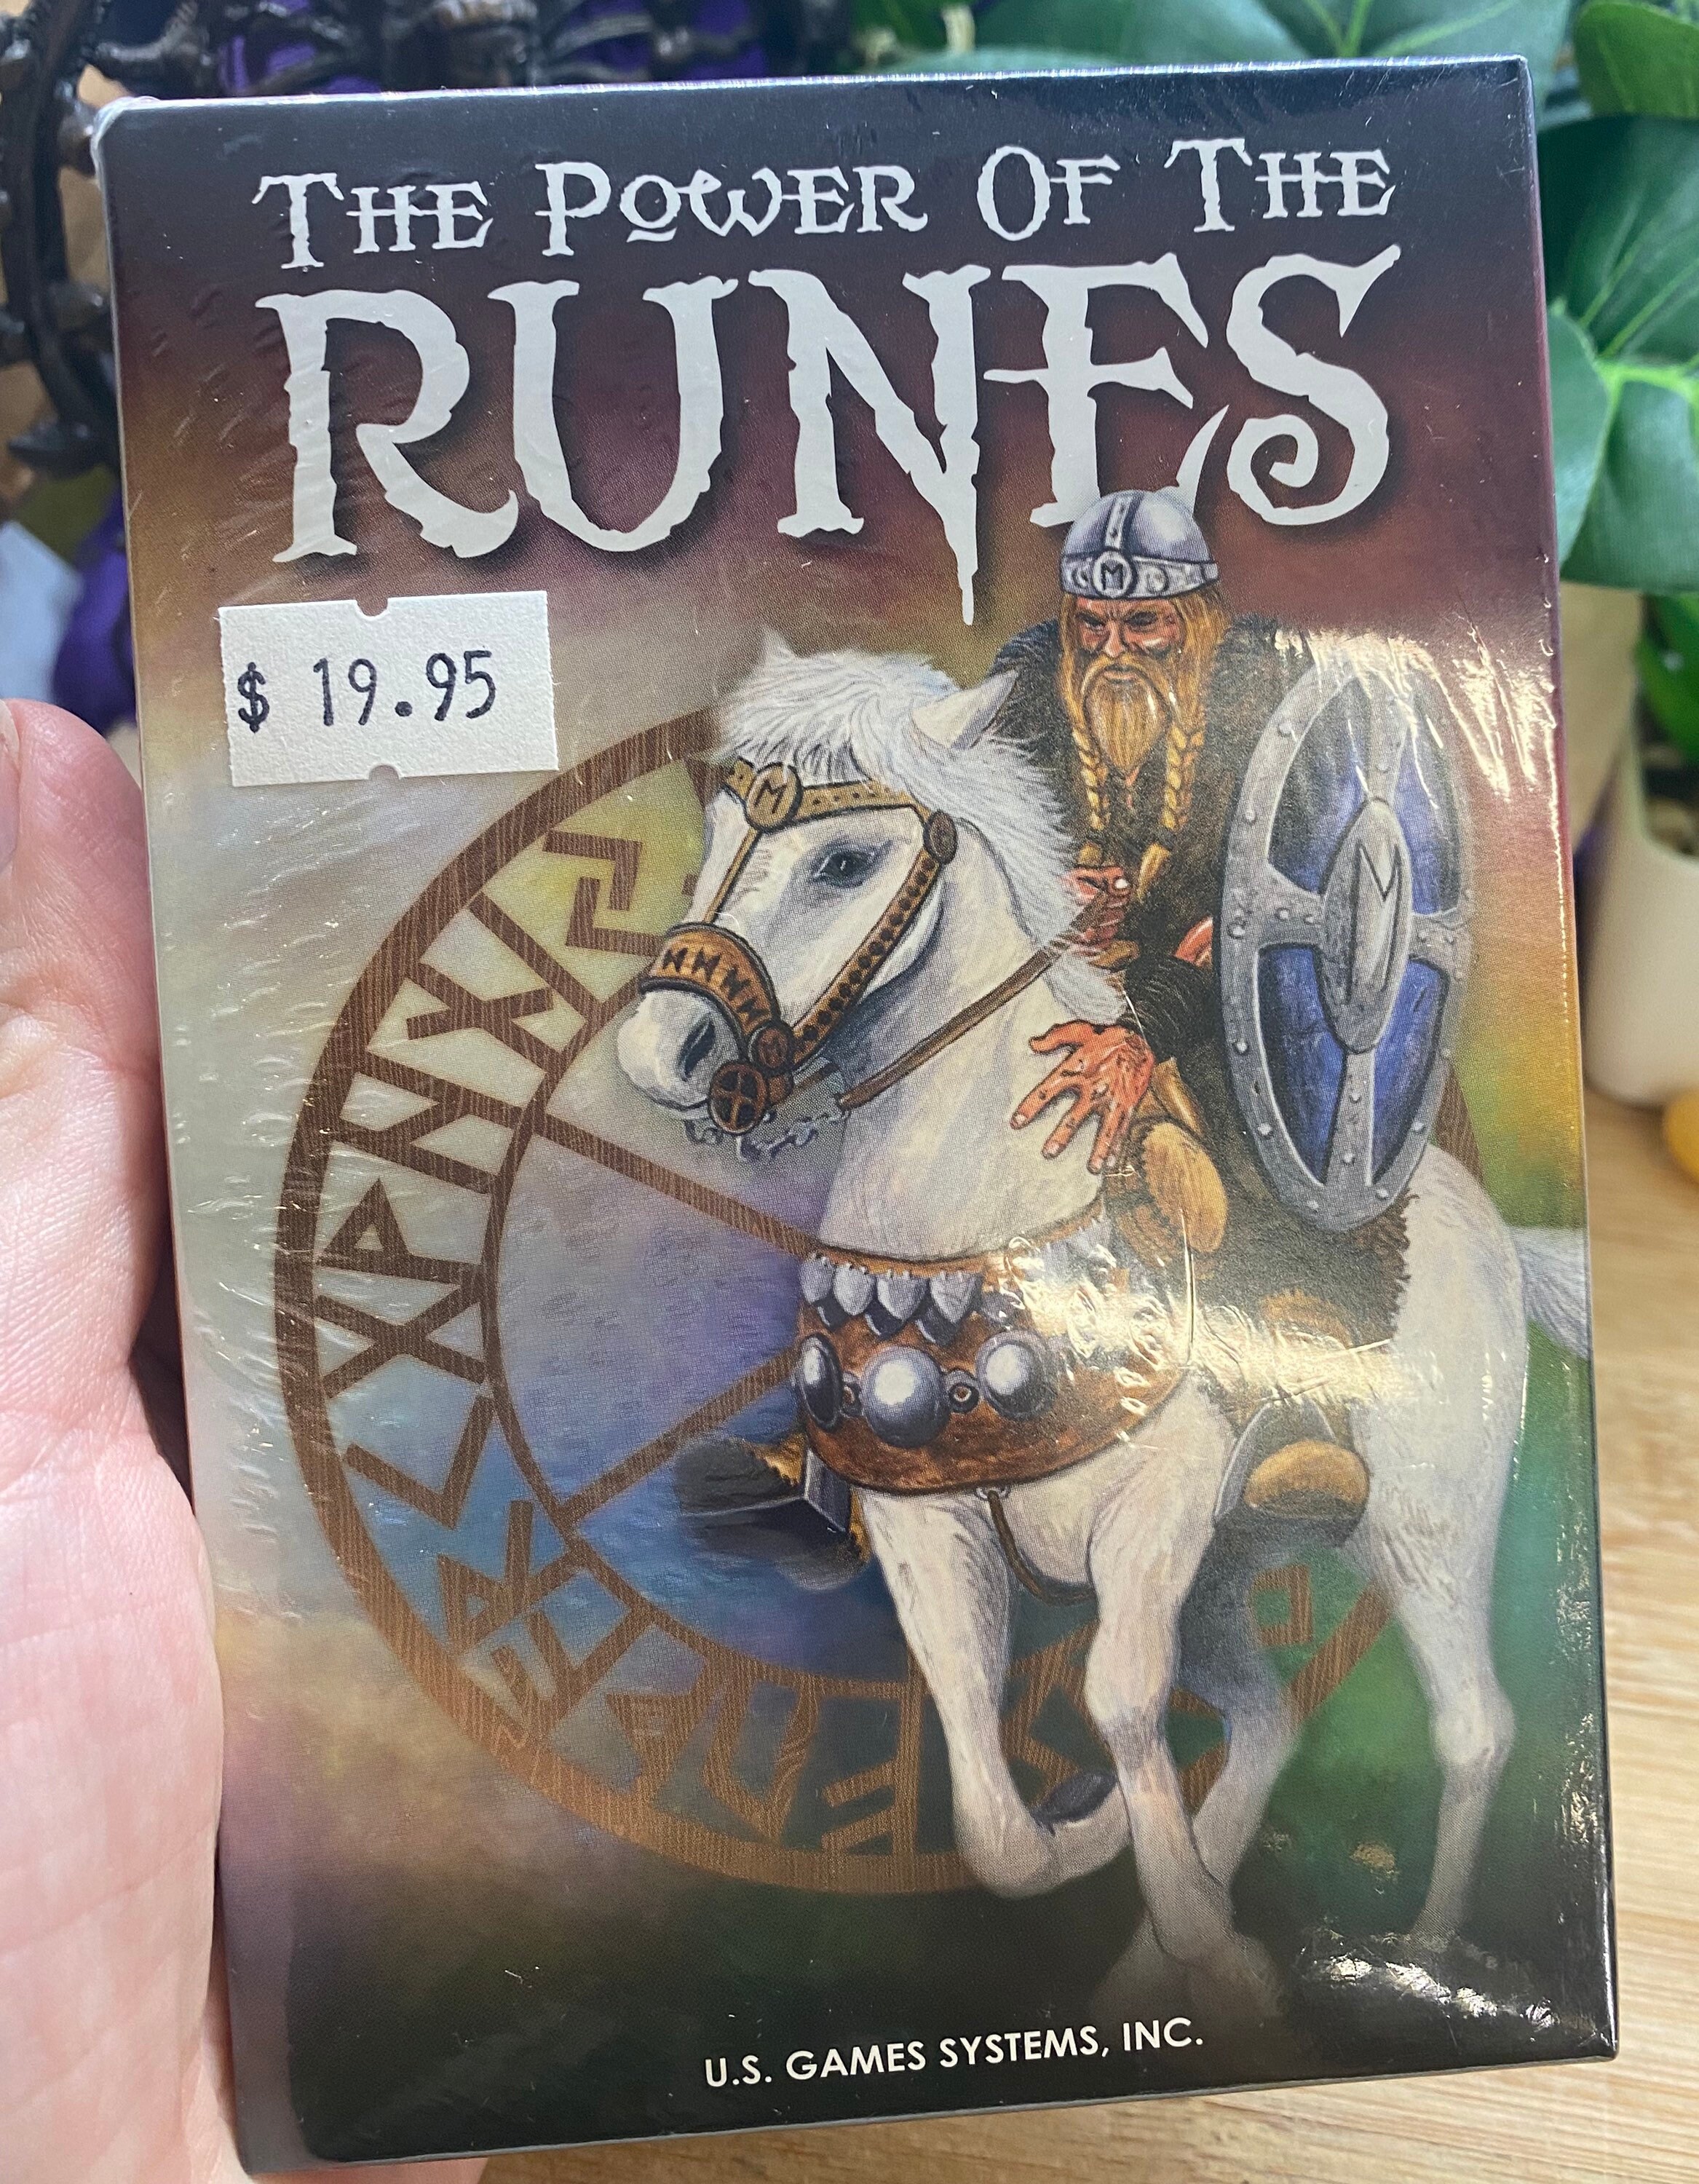 THE POWER OF THE
RUNES
$ 19.95
U.S. GAMES SYSTEMS, INC.